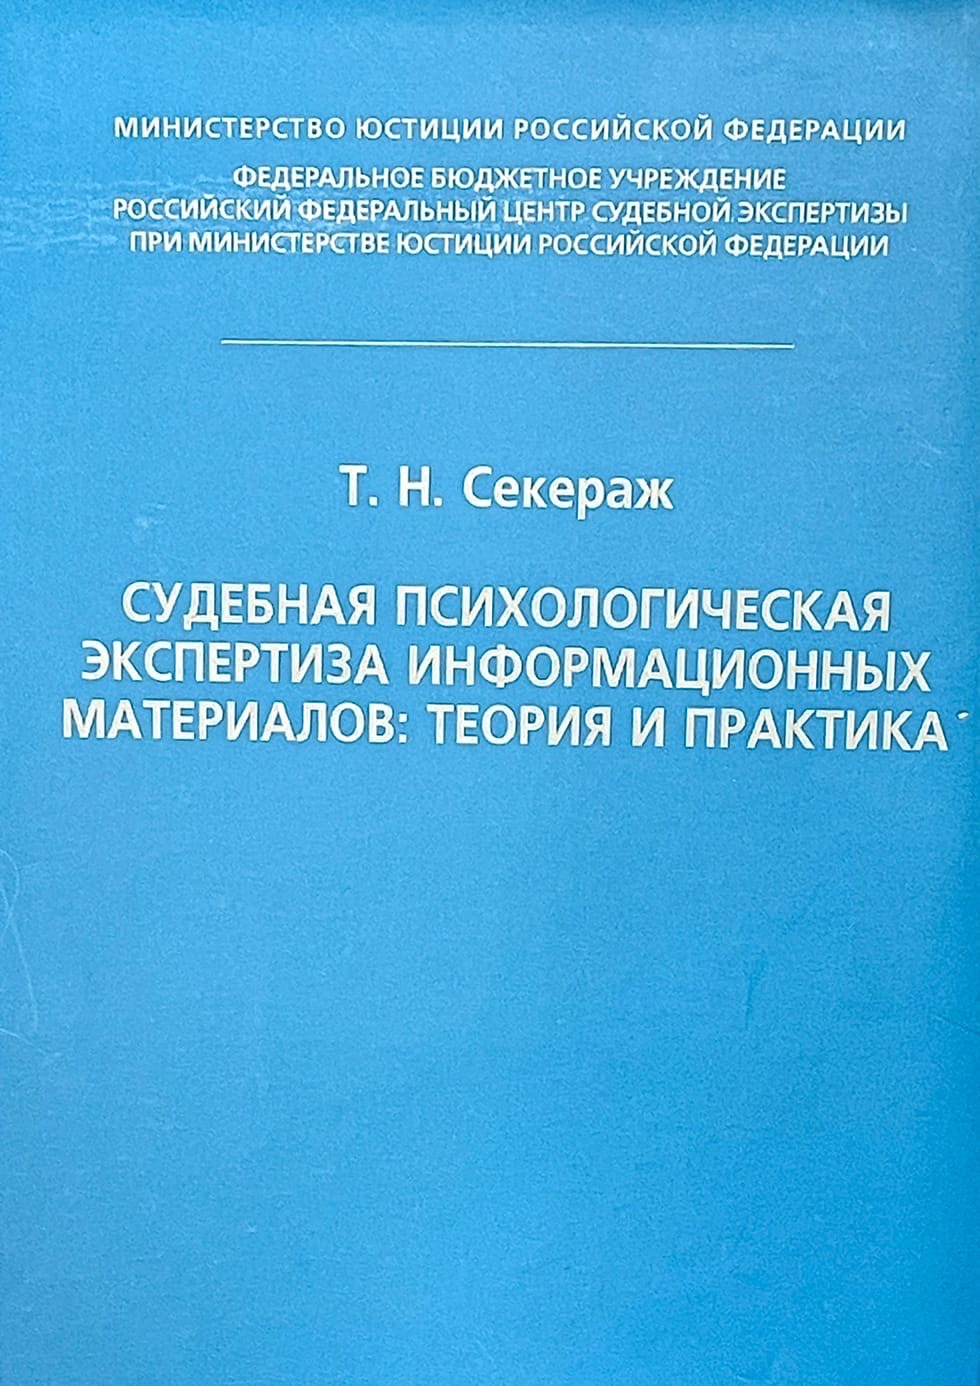 МИНИСТЕРСТВО ЮСТИЦИИ РОССИЙСКОЙ ФЕДЕРАЦИИ
ФЕДЕРАЛЬНОЕ БЮДЖЕТНОЕ УЧРЕЖДЕНИЕ
РОССИЙСКИЙ ФЕДЕРАЛЬНЫЙ ЦЕНТР СУДЕБНОЙ ЭКСПЕРТИЗЫ
ПРИ МИНИСТЕРСТВЕ ЮСТИЦИИ РОССИЙСКОЙ ФЕДЕРАЦИИ
Т. Н. Секераж
СУДЕБНАЯ ПСИХОЛОГИЧЕСКАЯ
ЭКСПЕРТИЗА ИНФОРМАЦИОННЫХ
МАТЕРИАЛОВ: ТЕОРИЯ И ПРАКТИКА